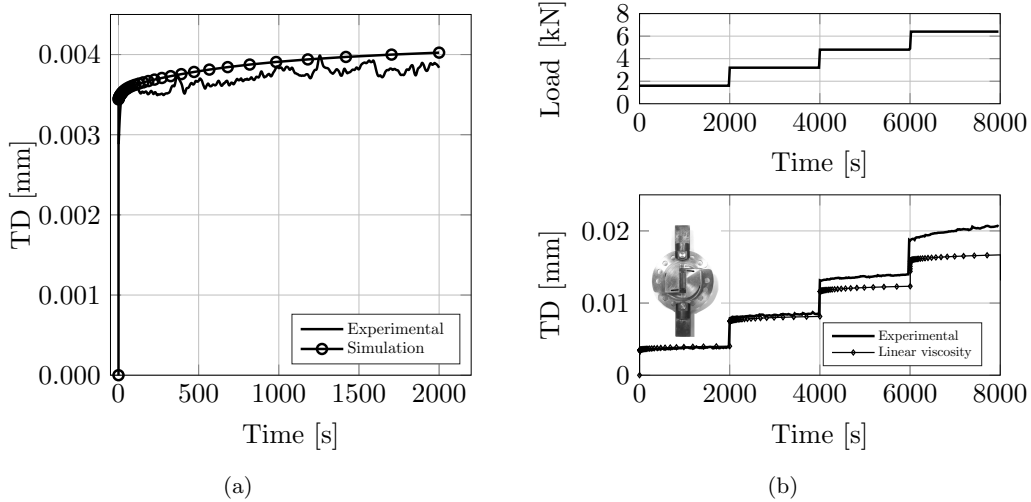 0.004
0.003
0.002
0.001
0.000
TD [mm]
0
500
1000
1500
2000
Time [s]
Experimental
Simulation
(a)
8
6
4
2
0
Load [kN]
0
2000
4000
6000
8000
Time [s]
0.02
0.01
0
TD [mm]
0
2000
4000
6000
8000
Time [s]
Experimental
Linear viscosity
(b)